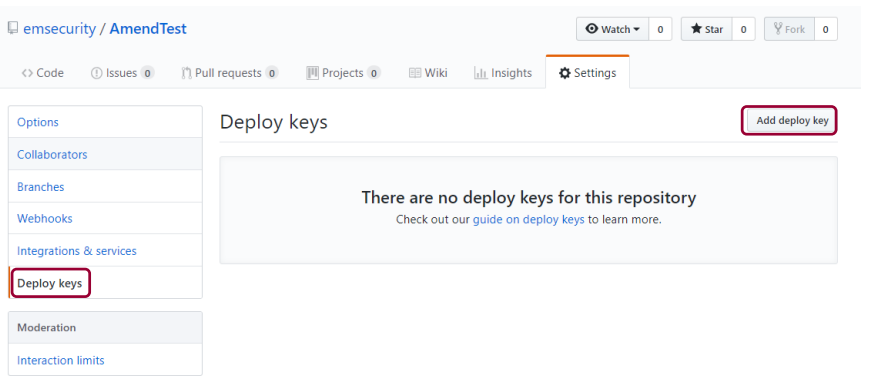 emsecurity / AmendTest
Watch 0 Star 0 Fork 0
<> Code Issues 0 Pull requests 0 Projects 0 Wiki Insights Settings
Options
Collaborators
Branches
Webhooks
Integrations & services
Deploy keys
Moderation
Interaction limits
Deploy keys
Add deploy key
There are no deploy keys for this repository
Check out our guide on deploy keys to learn more.